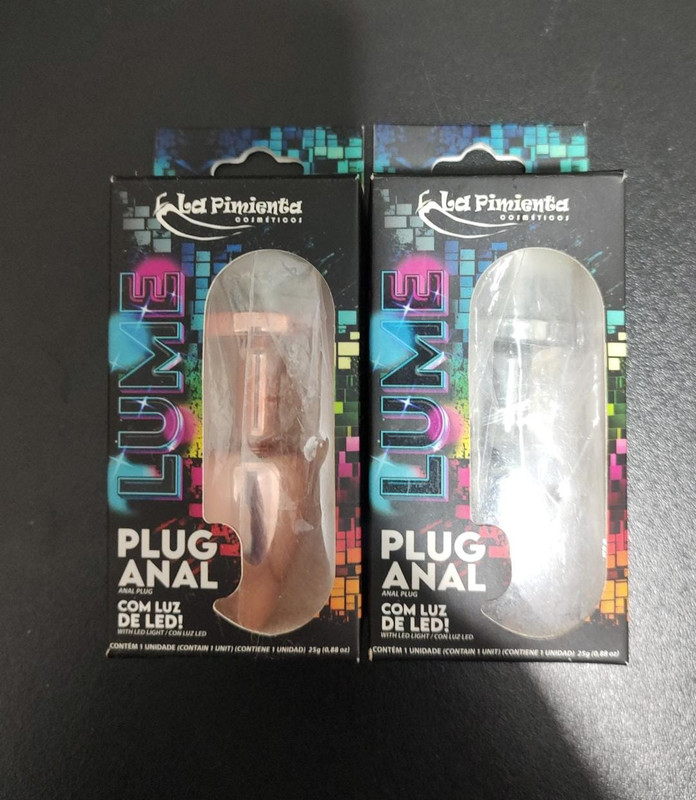 La Pimienta
COSMÉTICOS
LUME
PLUG
ANAL
ANAL PLUG
COM LUZ
DE LED!
WITH LED LIGHT / CON LUZ LED
CONTÉM 1 UNIDADE (CONTAIN 1 UNIT) (CONTIENE 1 UNIDAD) 25g (0,88 oz)
La Pimienta
COSMÉTICOS
LUME
PLUG
ANAL
ANAL PLUG
COM LUZ
DE LED!
WITH LED LIGHT / CON LUZ LED
CONTÉM 1 UNIDADE (CONTAIN 1 UNIT) (CONTIENE 1 UNIDAD) 25g (0,88 oz)